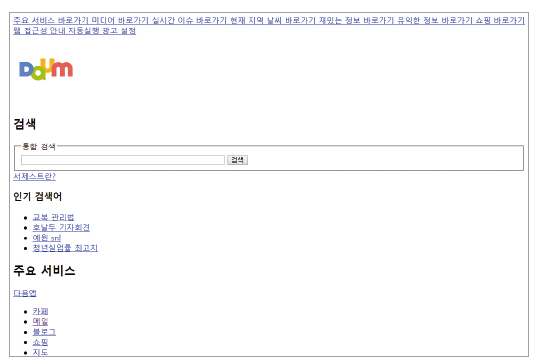 주요 서비스 바로가기 미디어 바로가기 실시간 이슈 바로가기 현재 지역 날씨 바로가기 재밌는 정보 바로가기 유익한 정보 바로가기 쇼핑 바로가기
웹 접근성 안내 자동실행 광고 설정
Daum
검색
통합 검색
검색
서제스트란?
인기 검색어
교복 관리법
호날두 기자회견
예원 snl
청년실업률 최고치
주요 서비스
다음앱
카페
메일
블로그
쇼핑
지도